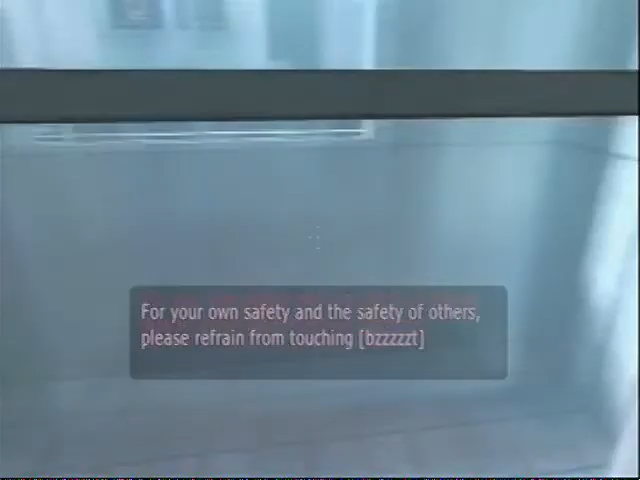 For your own safety and the safety of others,
please refrain from touching [bzzzzzt]